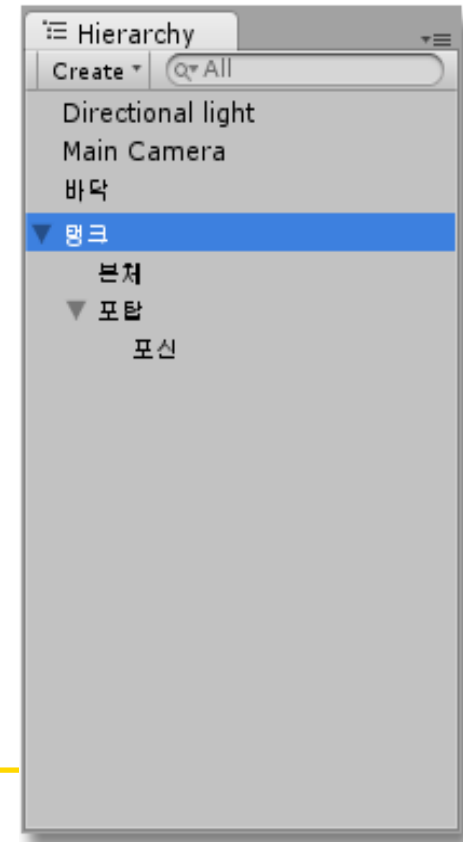 Hierarchy
Create All
Directional light
Main Camera
바닥
탱크
본체
포탑
포신